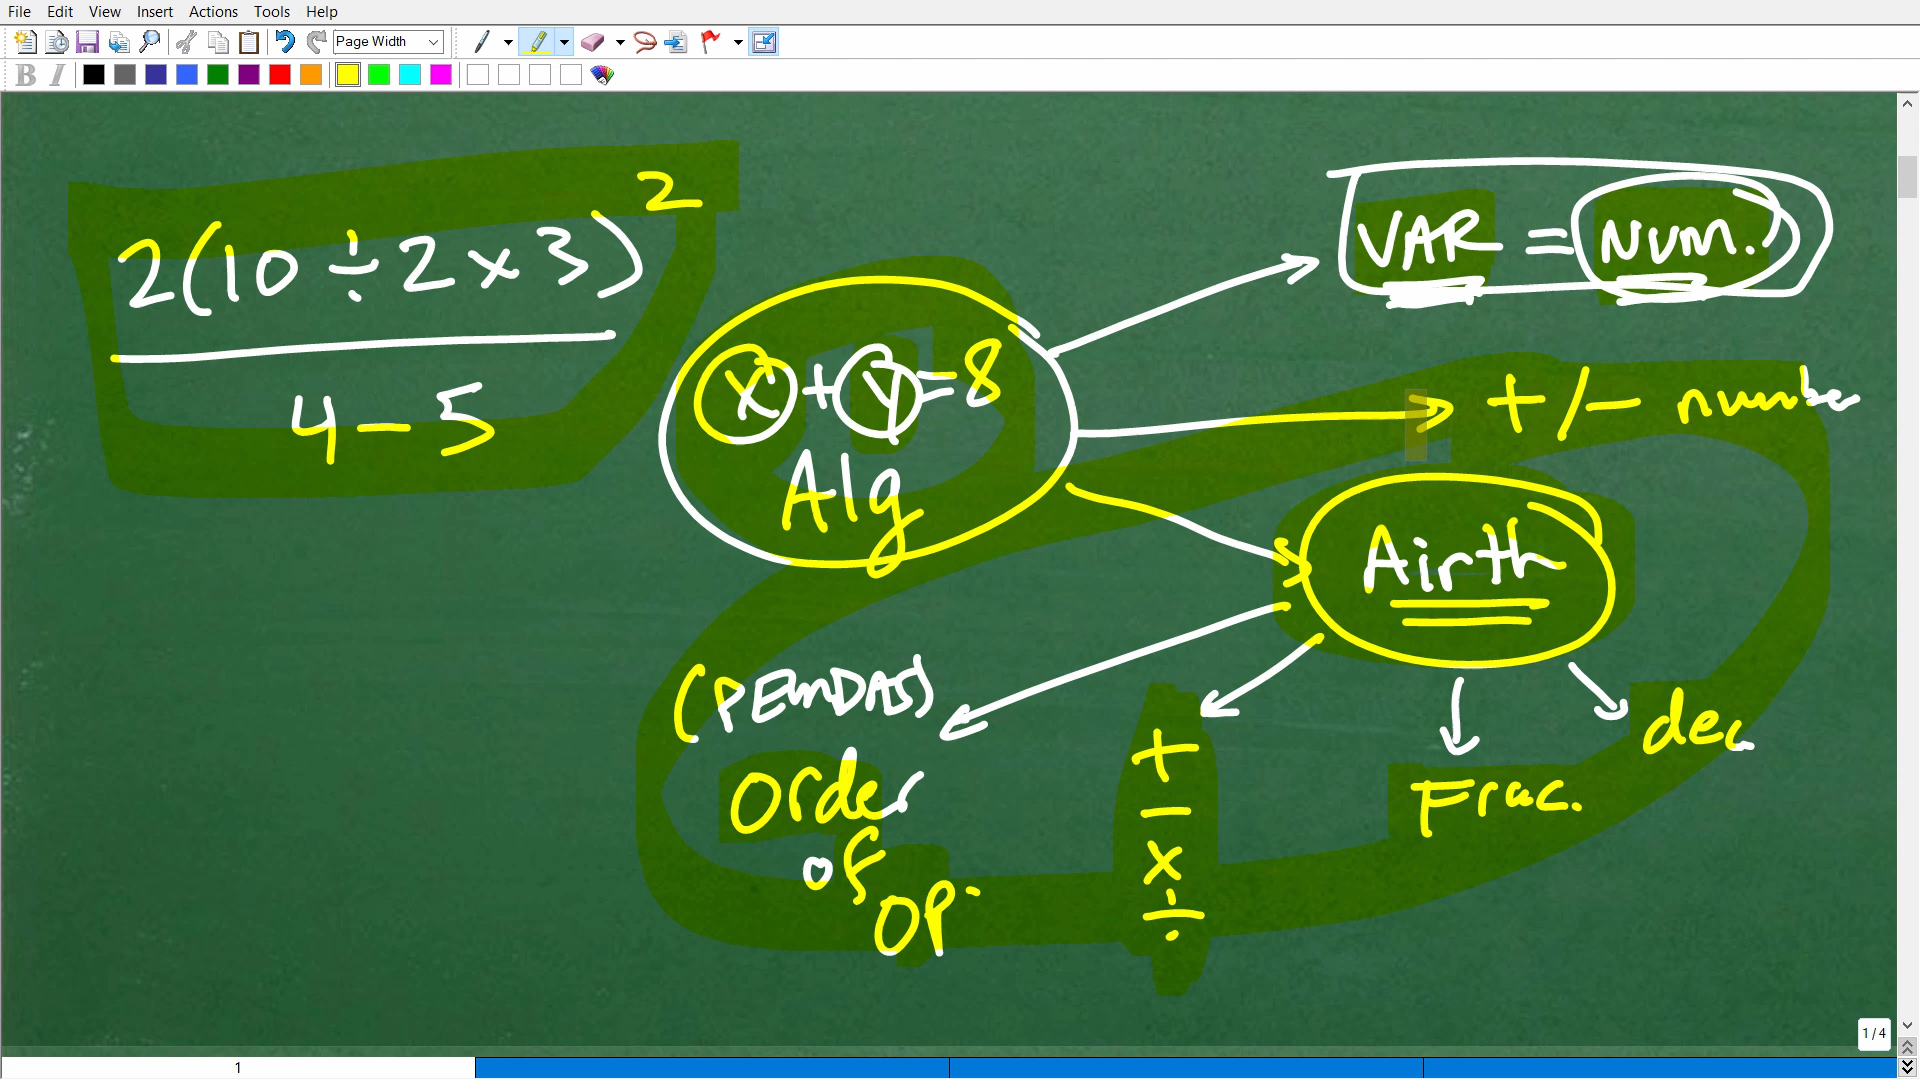 File Edit View Insert Actions Tools Help
Page Width
B I
2(10 ÷ 2 x 3)²
4 - 5
x + y = 8
Alg
VAR = NUM.
+/- number
Airth
(PEMDAS)
Order
of
OP.
+
-
x
÷
Frac.
dec
1 / 4
1